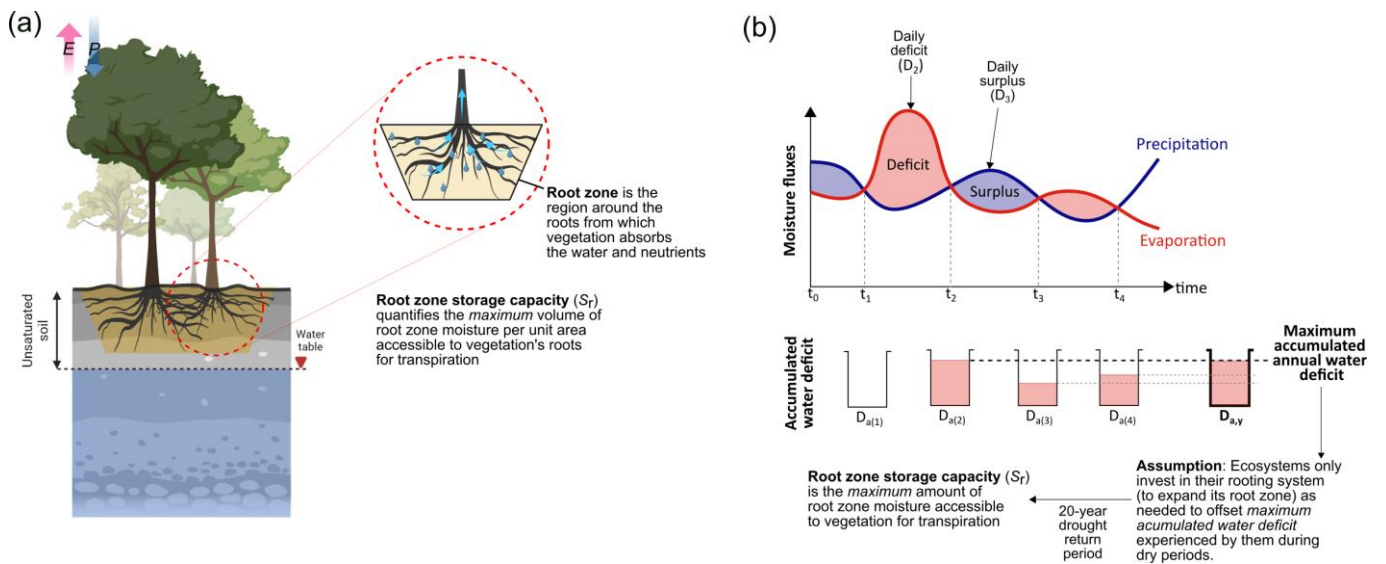 (a)
E P
Root zone is the
region around the
roots from which
vegetation absorbs
the water and neutrients
Root zone storage capacity (Sr)
quantifies the maximum volume of
root zone moisture per unit area
accessible to vegetation's roots
for transpiration
Unsaturated
soil
Water
table
(b)
Daily
deficit
(D2)
Daily
surplus
(D3)
Moisture fluxes
Deficit
Surplus
Precipitation
Evaporation
t0 t1 t2 t3 t4 time
Accumulated
water deficit
Da(1) Da(2) Da(3) Da(4) Da,y
Maximum
accumulated
annual water
deficit
Root zone storage capacity (Sr)
is the maximum amount of
root zone moisture accessible
to vegetation for transpiration
20-year
drought
return
period
Assumption: Ecosystems only
invest in their rooting system
(to expand its root zone) as
needed to offset maximum
acumulated water deficit
experienced by them during
dry periods.